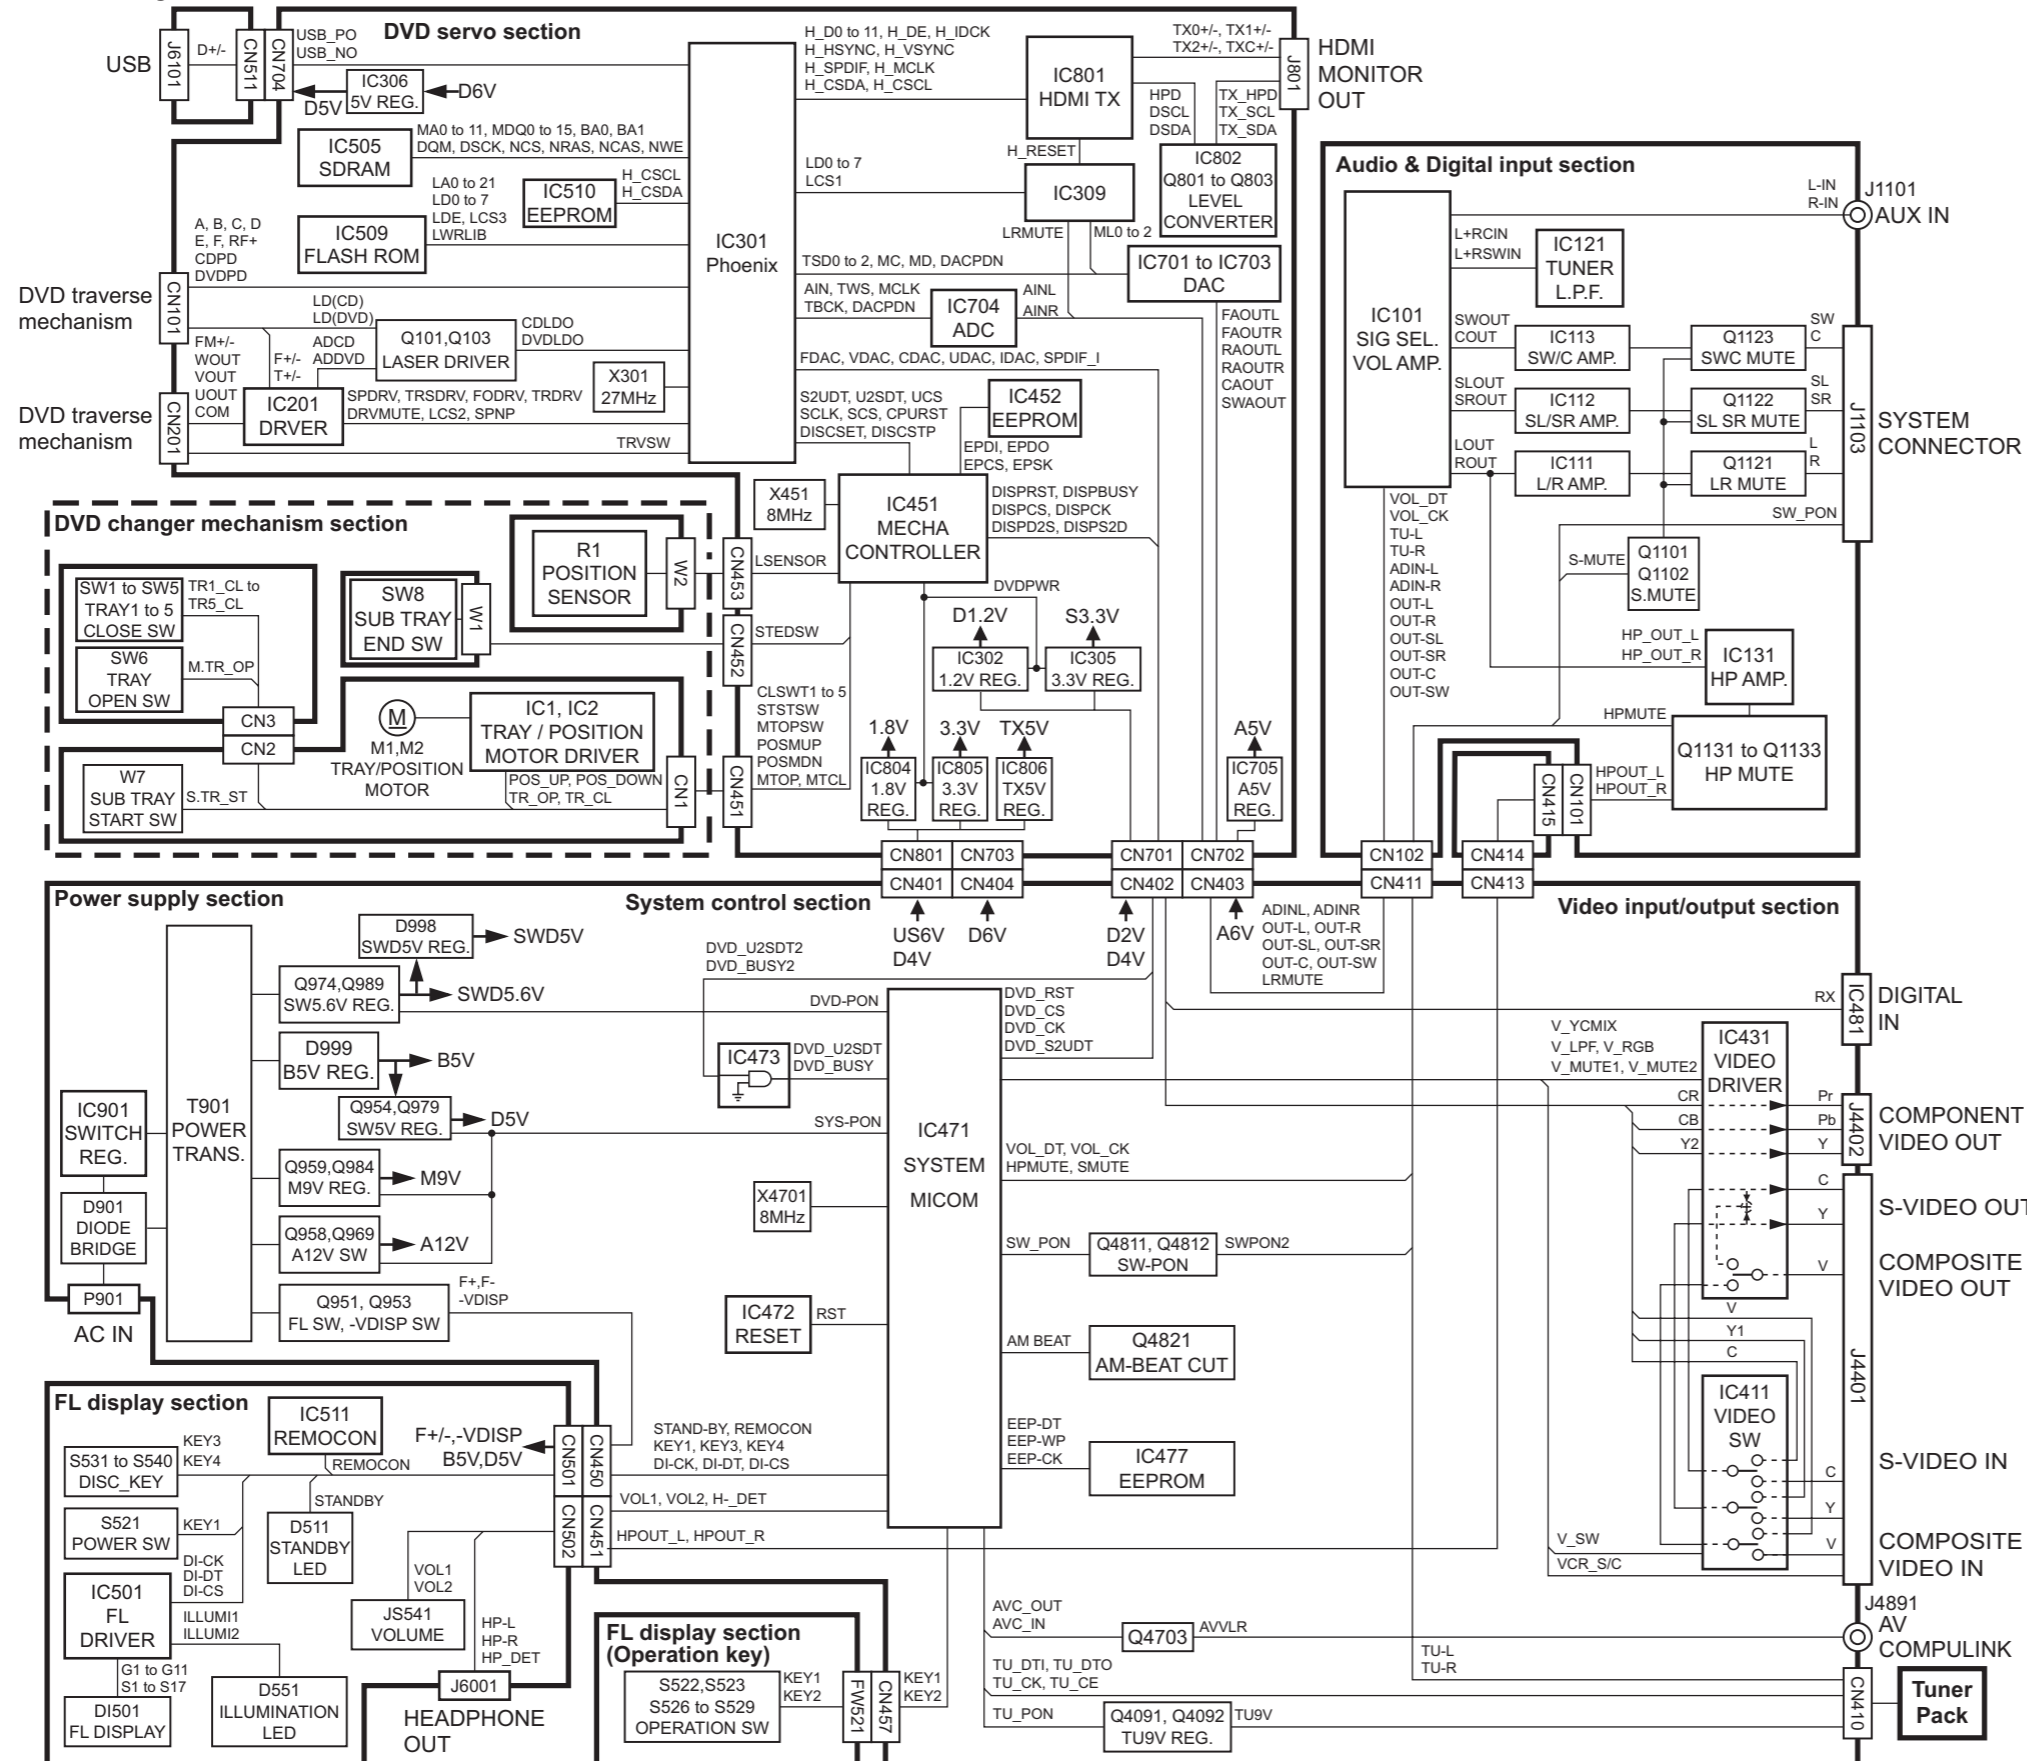 DVD servo section
USB
J6101
D+/-
CN511
CN704
USB_PO
USB_NO
D5V
IC306
5V REG.
D6V
IC505
SDRAM
MA0 to 11, MDQ0 to 15, BA0, BA1
DQM, DSCK, NCS, NRAS, NCAS, NWE
LA0 to 21
LD0 to 7
LDE, LCS3
LWRLIB
IC510
EEPROM
H_CSCL
H_CSDA
IC509
FLASH ROM
A, B, C, D
E, F, RF+
CDPD
DVDPD
DVD traverse
mechanism
CN101
LD(CD)
LD(DVD)
FM+/-
WOUT
VOUT
UOUT
COM
F+/-
T+/-
ADCD
ADDVD
Q101,Q103
LASER DRIVER
CDLDO
DVDLDO
X301
27MHz
DVD traverse
mechanism
CN201
IC201
DRVER
SPDRV, TRSDRV, FODRV, TRDRV
DRVMUTE, LCS2, SPNP
TRVSW
IC301
Phoenix
H_D0 to 11, H_DE, H_IDCK
H_HSYNC, H_VSYNC
H_SPDIF, H_MCLK
H_CSDA, H_CSCL
IC801
HDMI TX
TX0+/-, TX1+/-
TX2+/-, TXC+/-
J801
HDMI
MONITOR
OUT
HPD
DSCL
DSDA
TX_HPD
TX_SCL
TX_SDA
H_RESET
LD0 to 7
LCS1
IC309
IC802
Q801 to Q803
LEVEL
CONVERTER
LRMUTE
ML0 to 2
TSD0 to 2, MC, MD, DACPDN
IC701 to IC703
DAC
AIN, TWS, MCLK
TBCK, DACPDN
IC704
ADC
AINL
AINR
FAOUTL
FAOUTR
RAOUTL
RAOUTR
CAOUT
SWAOUT
FDAC, VDAC, CDAC, UDAC, IDAC, SPDIF_I
S2UDT, U2SDT, UCS
SCLK, SCS, CPURST
DISCSET, DISCSTP
IC452
EEPROM
EPDI, EPDO
EPCS, EPSK
X451
8MHz
IC451
MECHA
CONTROLLER
DISPRST, DISPBUSY
DISPCS, DISPCK
DISPD2S, DISPS2D
DVDPWR
D1.2V
S3.3V
IC302
1.2V REG.
IC305
3.3V REG.
1.8V
3.3V
TX5V
A5V
IC804
1.8V
REG.
IC805
3.3V
REG.
IC806
TX5V
REG.
IC705
A5V
REG.
Audio & Digital input section
L-IN
R-IN
J1101
AUX IN
IC101
SIG SEL.
VOL AMP.
L+RCIN
L+RSWIN
IC121
TUNER
L.P.F.
SWOUT
COUT
IC113
SW/C AMP.
Q1123
SWC MUTE
SW
C
SLOUT
SROUT
IC112
SL/SR AMP.
Q1122
SL SR MUTE
SL
SR
LOUT
ROUT
IC111
L/R AMP.
Q1121
LR MUTE
L
R
J1103
SYSTEM
CONNECTOR
SW_PON
VOL_DT
VOL_CK
TU-L
TU-R
ADIN-L
ADIN-R
OUT-L
OUT-R
OUT-SL
OUT-SR
OUT-C
OUT-SW
S-MUTE
Q1101
Q1102
S.MUTE
HP_OUT_L
HP_OUT_R
IC131
HP AMP.
HPMUTE
Q1131 to Q1133
HP MUTE
CN415
CN101
HPOUT_L
HPOUT_R
DVD changer mechanism section
SW1 to SW5
TRAY1 to 5
CLOSE SW
TR1_CL to
TR5_CL
SW6
TRAY
OPEN SW
M.TR_OP
SW8
SUB TRAY
END SW
W1
R1
POSITION
SENSOR
W2
CN453
LSENSOR
CN452
STEDSW
CN3
CN2
W7
SUB TRAY
START SW
S.TR_ST
M
M1,M2
TRAY/POSITION
MOTOR
IC1, IC2
TRAY / POSITION
MOTOR DRIVER
POS_UP, POS_DOWN
TR_OP, TR_CL
CN1
CN451
CLSWT1 to 5
STSTSW
MTOPSW
POSMUP
POSMDN
MTOP, MTCL
CN801
CN703
CN701
CN702
CN102
CN414
CN401
CN404
CN402
CN403
CN411
CN413
Power supply section
System control section
Video input/output section
US6V
D4V
D6V
D2V
D4V
A6V
ADINL, ADINR
OUT-L, OUT-R
OUT-SL, OUT-SR
OUT-C, OUT-SW
LRMUTE
D998
SWD5V REG.
SWD5V
Q974,Q989
SW5.6V REG.
SWD5.6V
D999
B5V REG.
B5V
Q954,Q979
SW5V REG.
D5V
Q959,Q984
M9V REG.
M9V
Q958,Q969
A12V SW
A12V
Q951, Q953
FL SW, -VDISP SW
F+,F-
-VDISP
IC901
SWITCH
REG.
D901
DIODE
BRIDGE
P901
AC IN
T901
POWER
TRANS.
DVD_U2SDT2
DVD_BUSY2
DVD-PON
IC473
DVD_U2SDT
DVD_BUSY
SYS-PON
X4701
8MHz
IC472
RESET
RST
IC471
SYSTEM
MICOM
DVD_RST
DVD_CS
DVD_CK
DVD_S2UDT
VOL_DT, VOL_CK
HPMUTE, SMUTE
SW_PON
Q4811, Q4812
SW-PON
SWPON2
AM BEAT
Q4821
AM-BEAT CUT
EEP-DT
EEP-WP
EEP-CK
IC477
EEPROM
RX
IC481
DIGITAL
IN
V_YCMIX
V_LPF, V_RGB
V_MUTE1, V_MUTE2
IC431
VIDEO
DRIVER
CR
CB
Y2
Pr
Pb
Y
J4402
COMPONENT
VIDEO OUT
C
Y
S-VIDEO OUT
V
COMPOSITE
VIDEO OUT
V
Y1
C
IC411
VIDEO
SW
J4401
C
Y
S-VIDEO IN
V
COMPOSITE
VIDEO IN
V_SW
VCR_S/C
J4891
AV
COMPULINK
AVC_OUT
AVC_IN
Q4703
AVVLR
TU-L
TU-R
TU_DTI, TU_DTO
TU_CK, TU_CE
TU_PON
Q4091, Q4092
TU9V REG.
TU9V
CN410
Tuner
Pack
FL display section
IC511
REMOCON
REMOCON
S531 to S540
DISC_KEY
KEY3
KEY4
S521
POWER SW
KEY1
STANDBY
D511
STANDBY
LED
DI-CK
DI-DT
DI-CS
IC501
FL
DRIVER
ILLUMI1
ILLUMI2
G1 to G11
S1 to S17
DI501
FL DISPLAY
D551
ILLUMINATION
LED
F+/-,-VDISP
B5V,D5V
CN501
CN450
CN502
CN451
STAND-BY, REMOCON
KEY1, KEY3, KEY4
DI-CK, DI-DT, DI-CS
VOL1, VOL2, H-_DET
HPOUT_L, HPOUT_R
VOL1
VOL2
JS541
VOLUME
HP-L
HP-R
HP_DET
J6001
HEADPHONE
OUT
FL display section
(Operation key)
S522,S523
S526 to S529
OPERATION SW
KEY1
KEY2
FW521
CN457
KEY1
KEY2